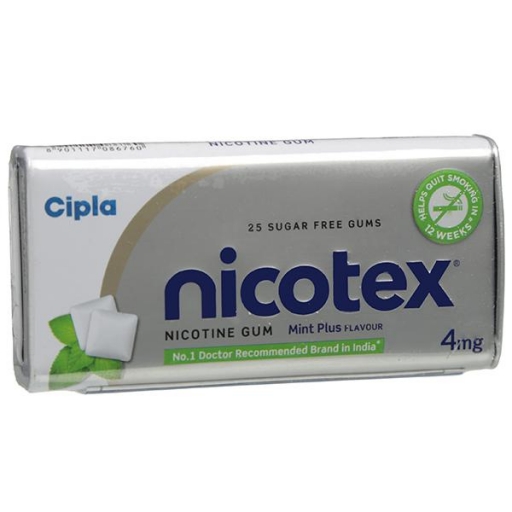 8901117086760
NICOTINE GUM
Cipla
25 SUGAR FREE GUMS
HELPS QUIT SMOKING IN
12 WEEKS
nicotex®
NICOTINE GUM Mint Plus FLAVOUR
No.1 Doctor Recommended Brand in India*
4mg